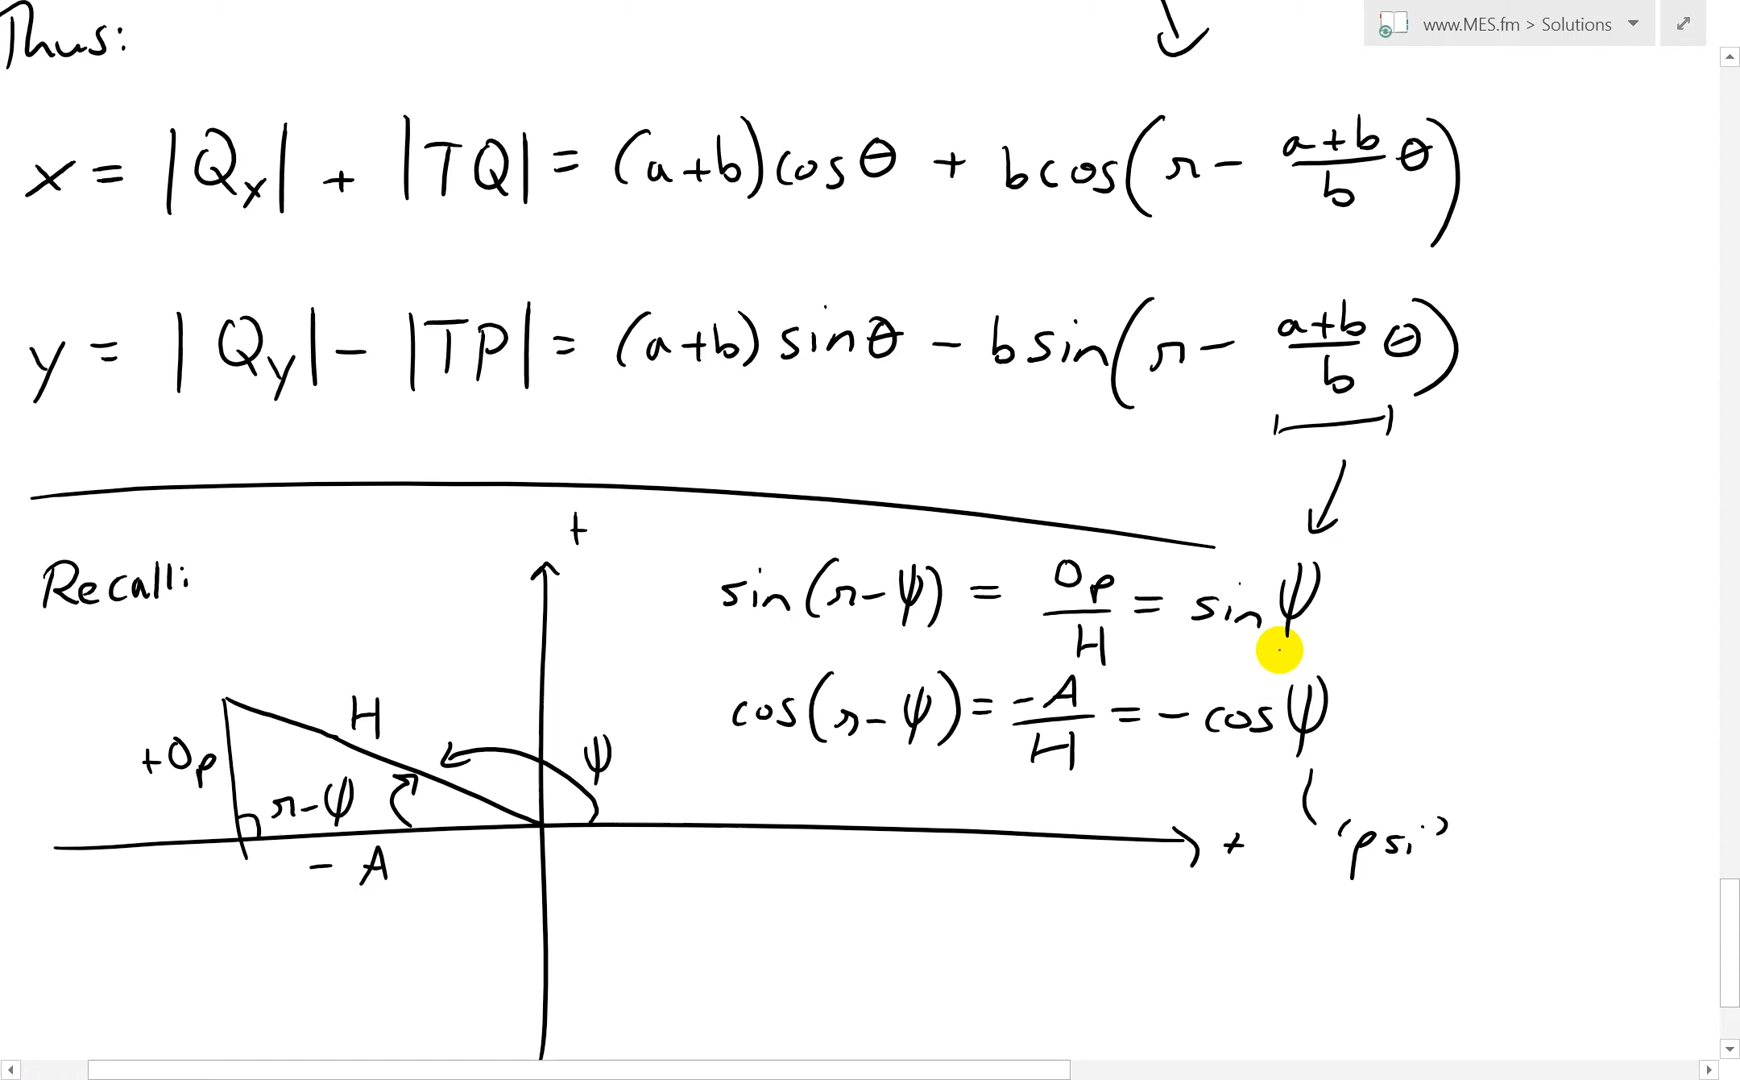 www.MES.fm > Solutions
Thus:
x = |Qx| + |TQ| = (a+b)cosθ + bcos(π - (a+b)/b θ)
y = |Qy| - |TP| = (a+b) sinθ - bsin(π - (a+b)/b θ)
Recall:
+
sin(π-ψ) = Op/H = sinψ
cos(π-ψ) = -A/H = -cosψ
H
+Op
ψ
π-ψ
- A
+
'psi'